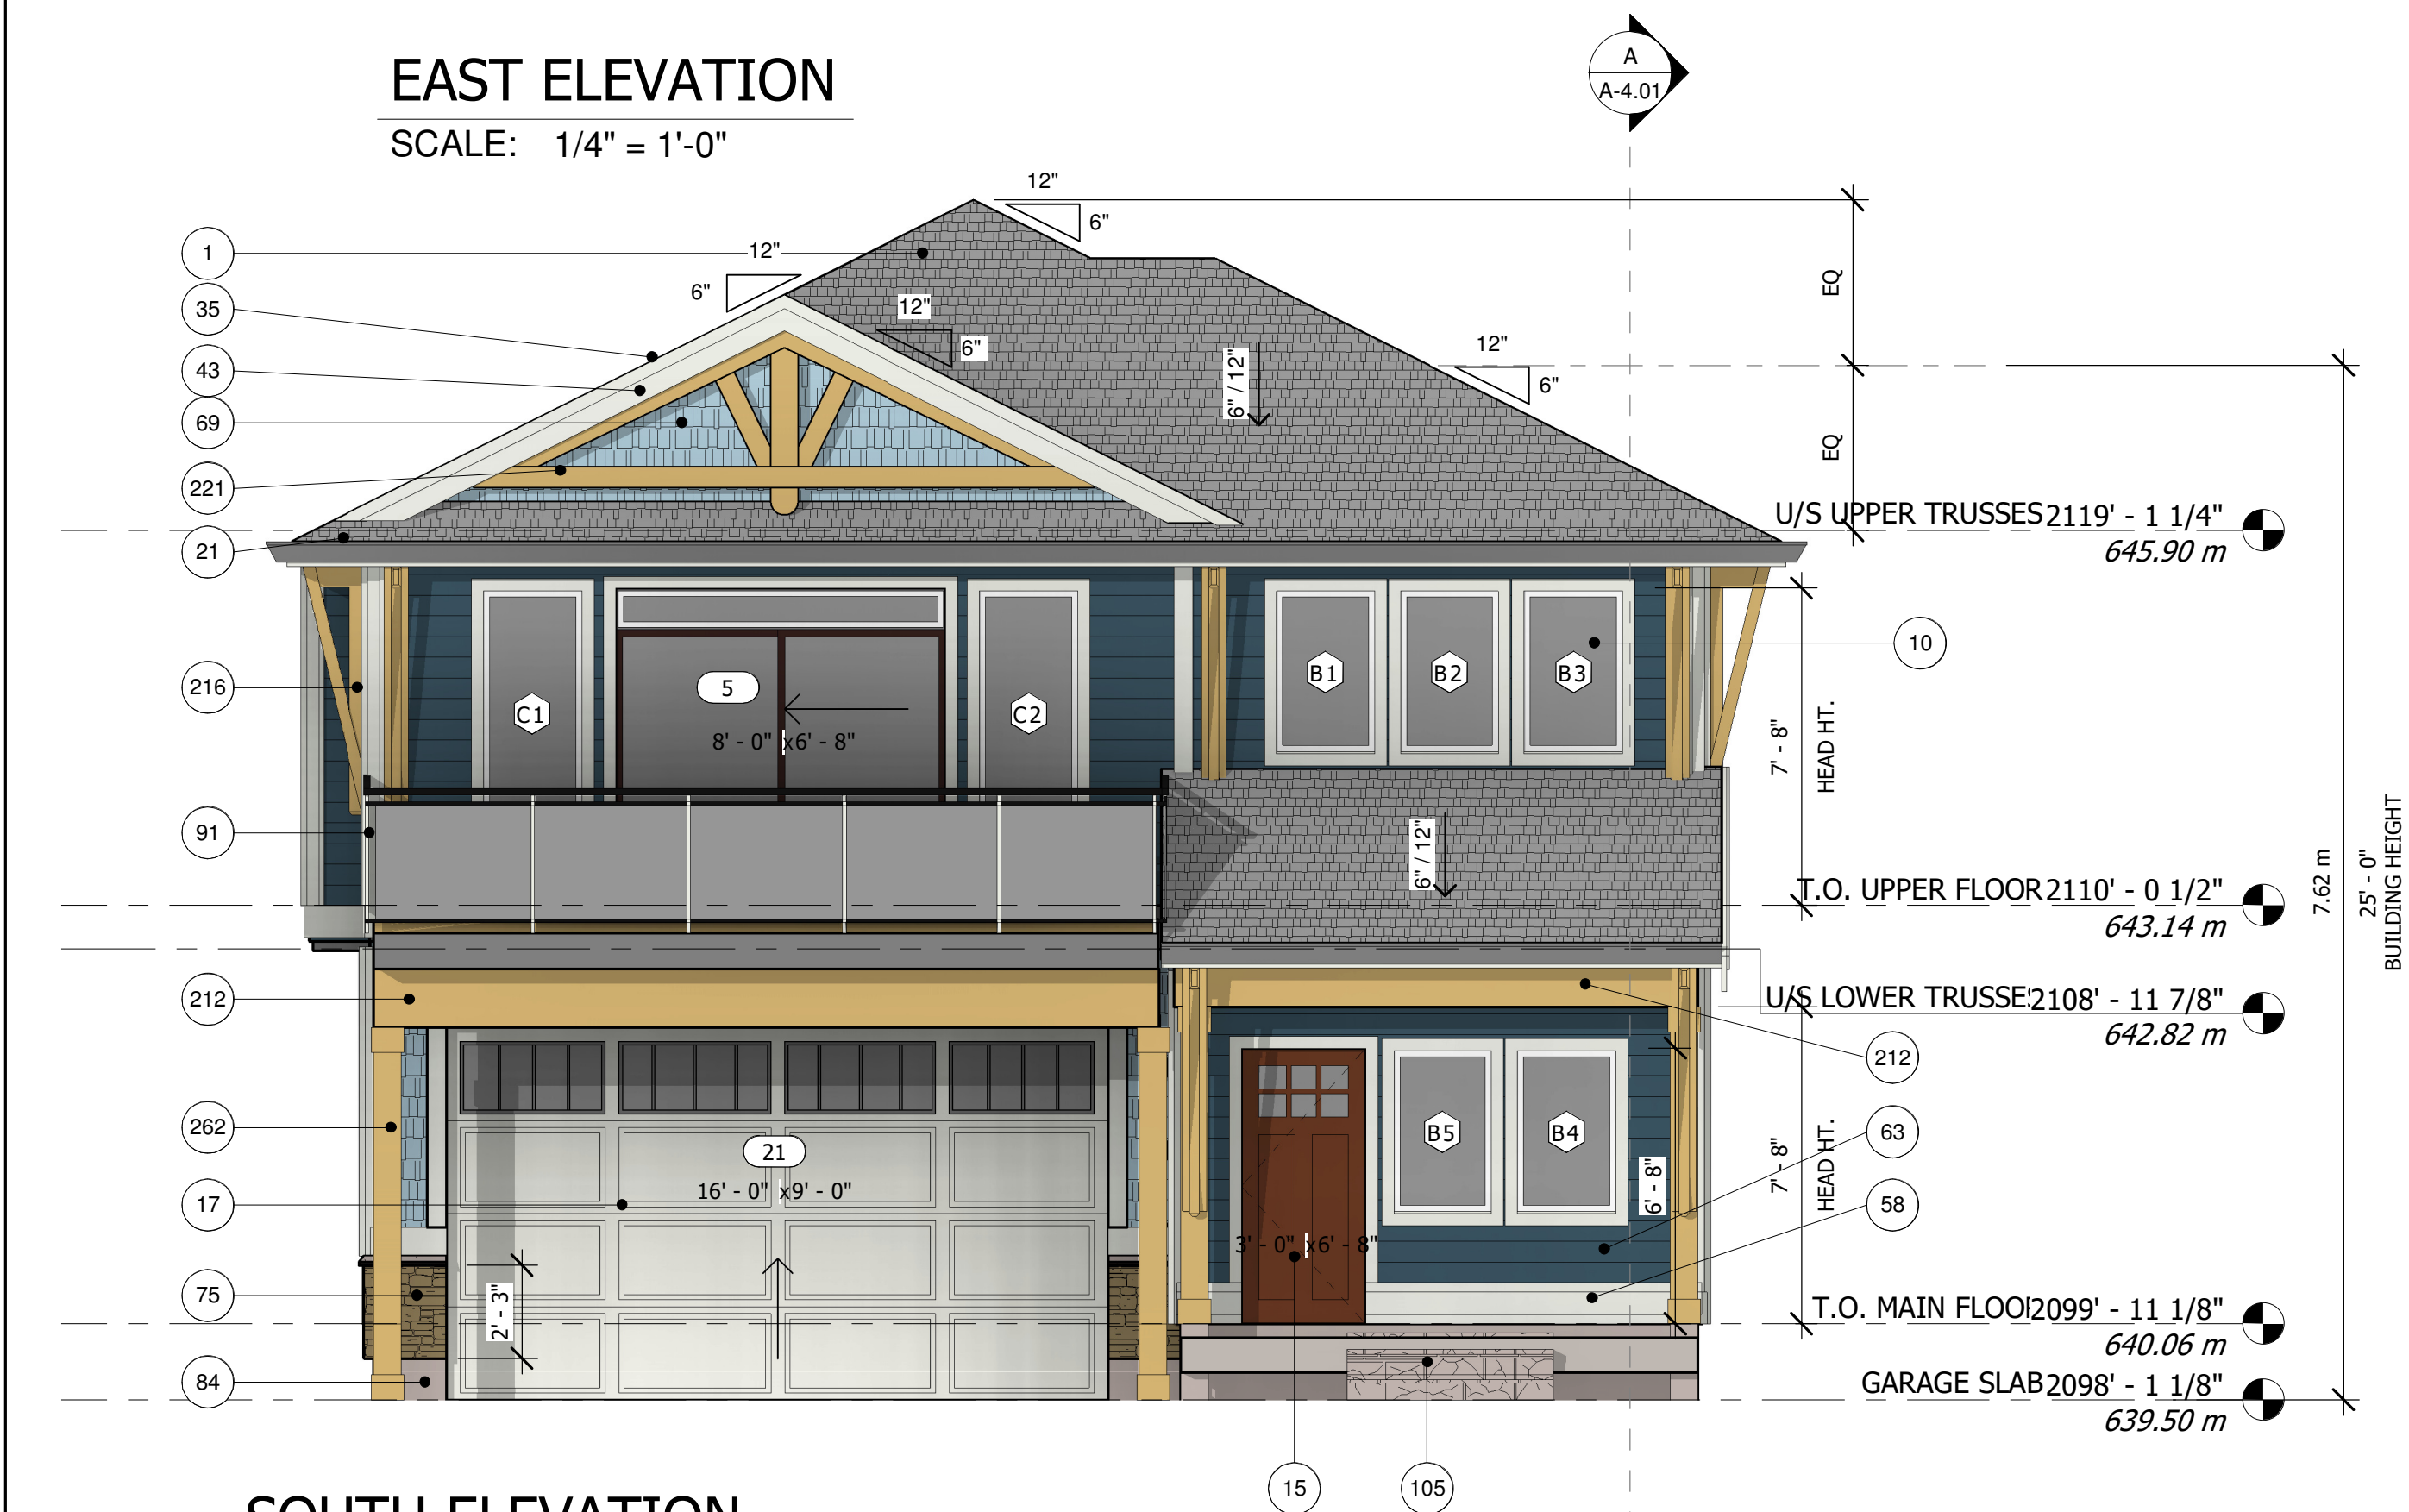 EAST ELEVATION
SCALE: 1/4" = 1'-0"
A
A-4.01
12"
6"
12"
6"
12"
6"
12"
6"
6" / 12"
EQ
EQ
1
35
43
69
221
21
216
91
212
262
17
75
84
U/S UPPER TRUSSES 2119' - 1 1/4"
645.90 m
10
B1
B2
B3
C1
5
C2
8' - 0" x6' - 8"
7' - 8"
HEAD HT.
6" / 12"
T.O. UPPER FLOOR 2110' - 0 1/2"
643.14 m
7.62 m
25' - 0"
BUILDING HEIGHT
U/S LOWER TRUSSES 2108' - 11 7/8"
642.82 m
212
63
58
B5
B4
21
16' - 0" x9' - 0"
6' - 8"
7' - 8"
HEAD HT.
3' - 0" x6' - 8"
2' - 3"
T.O. MAIN FLOOR 2099' - 11 1/8"
640.06 m
GARAGE SLAB 2098' - 1 1/8"
639.50 m
15
105
SOUTH ELEVATION